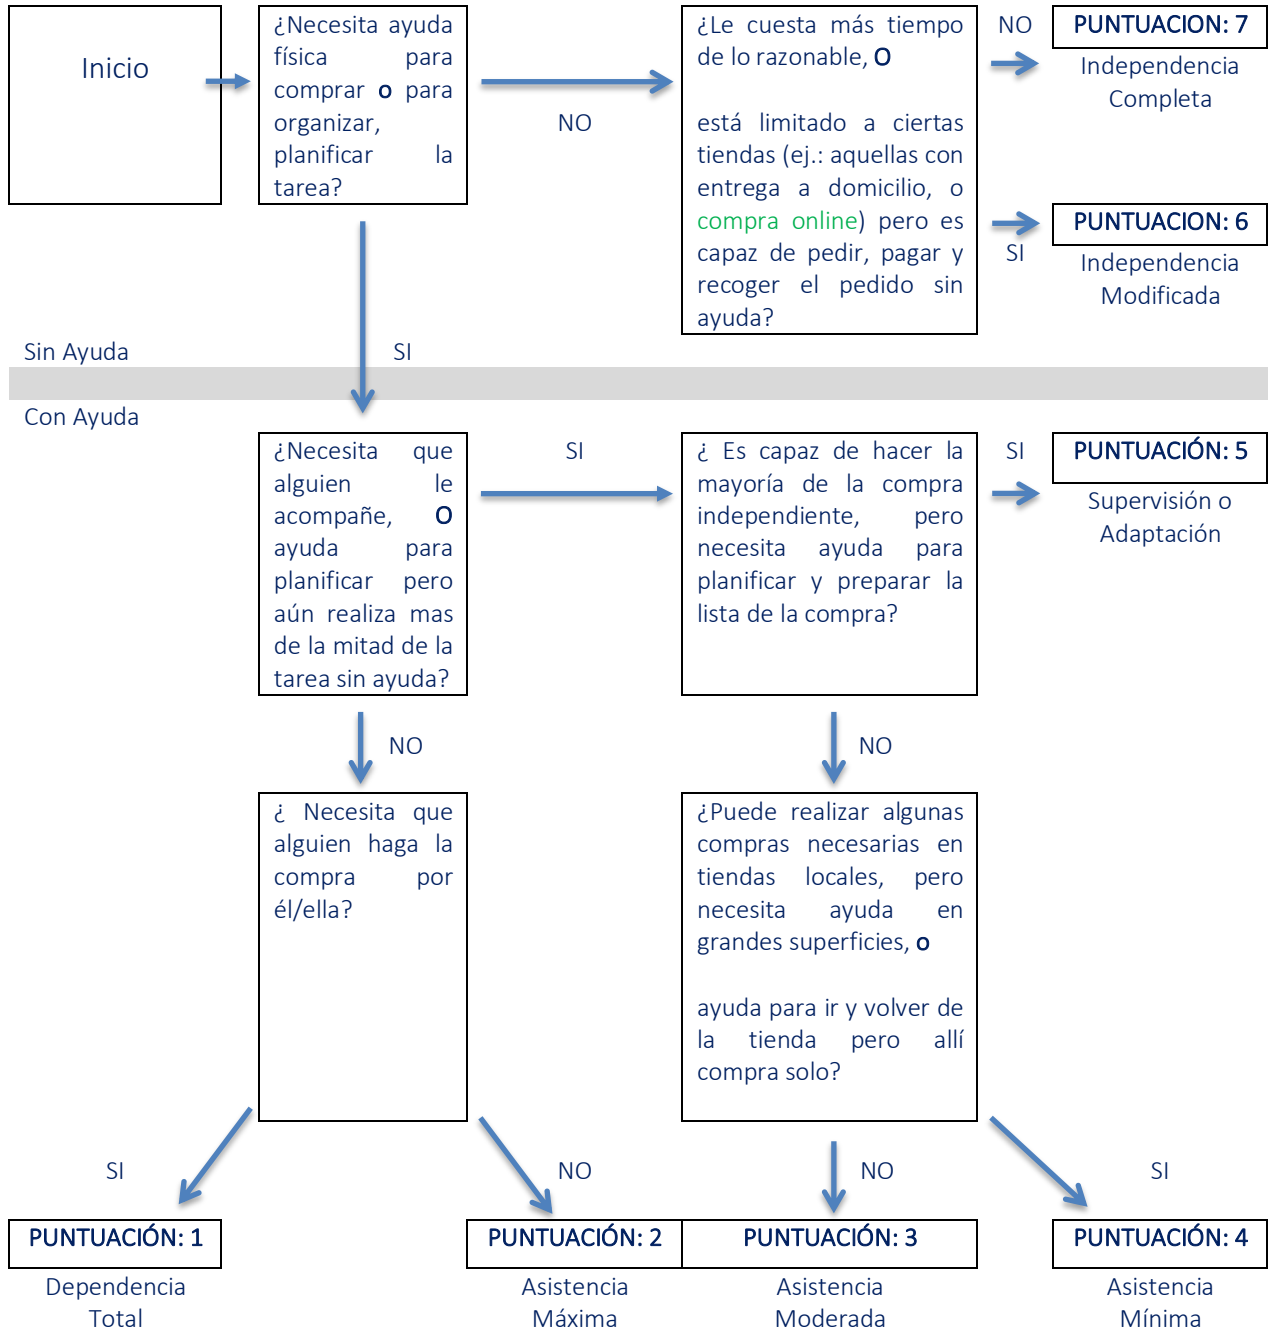 Inicio
¿Necesita ayuda
física para
comprar o para
organizar,
planificar la
tarea?
NO
¿Le cuesta más tiempo
de lo razonable, O
está limitado a ciertas
tiendas (ej.: aquellas con
entrega a domicilio, o
compra online) pero es
capaz de pedir, pagar y
recoger el pedido sin
ayuda?
NO
PUNTUACION: 7
Independencia
Completa
SI
PUNTUACION: 6
Independencia
Modificada
Sin Ayuda
SI
Con Ayuda
¿Necesita que
alguien le
acompañe, O
ayuda para
planificar pero
aún realiza mas
de la mitad de la
tarea sin ayuda?
SI
¿ Es capaz de hacer la
mayoría de la compra
independiente, pero
necesita ayuda para
planificar y preparar la
lista de la compra?
SI
PUNTUACIÓN: 5
Supervisión o
Adaptación
NO
NO
¿ Necesita que
alguien haga la
compra por
él/ella?
¿Puede realizar algunas
compras necesarias en
tiendas locales, pero
necesita ayuda en
grandes superficies, o
ayuda para ir y volver de
la tienda pero allí
compra solo?
SI
NO
NO
SI
PUNTUACIÓN: 1
Dependencia
Total
PUNTUACIÓN: 2
Asistencia
Máxima
PUNTUACIÓN: 3
Asistencia
Moderada
PUNTUACIÓN: 4
Asistencia
Mínima